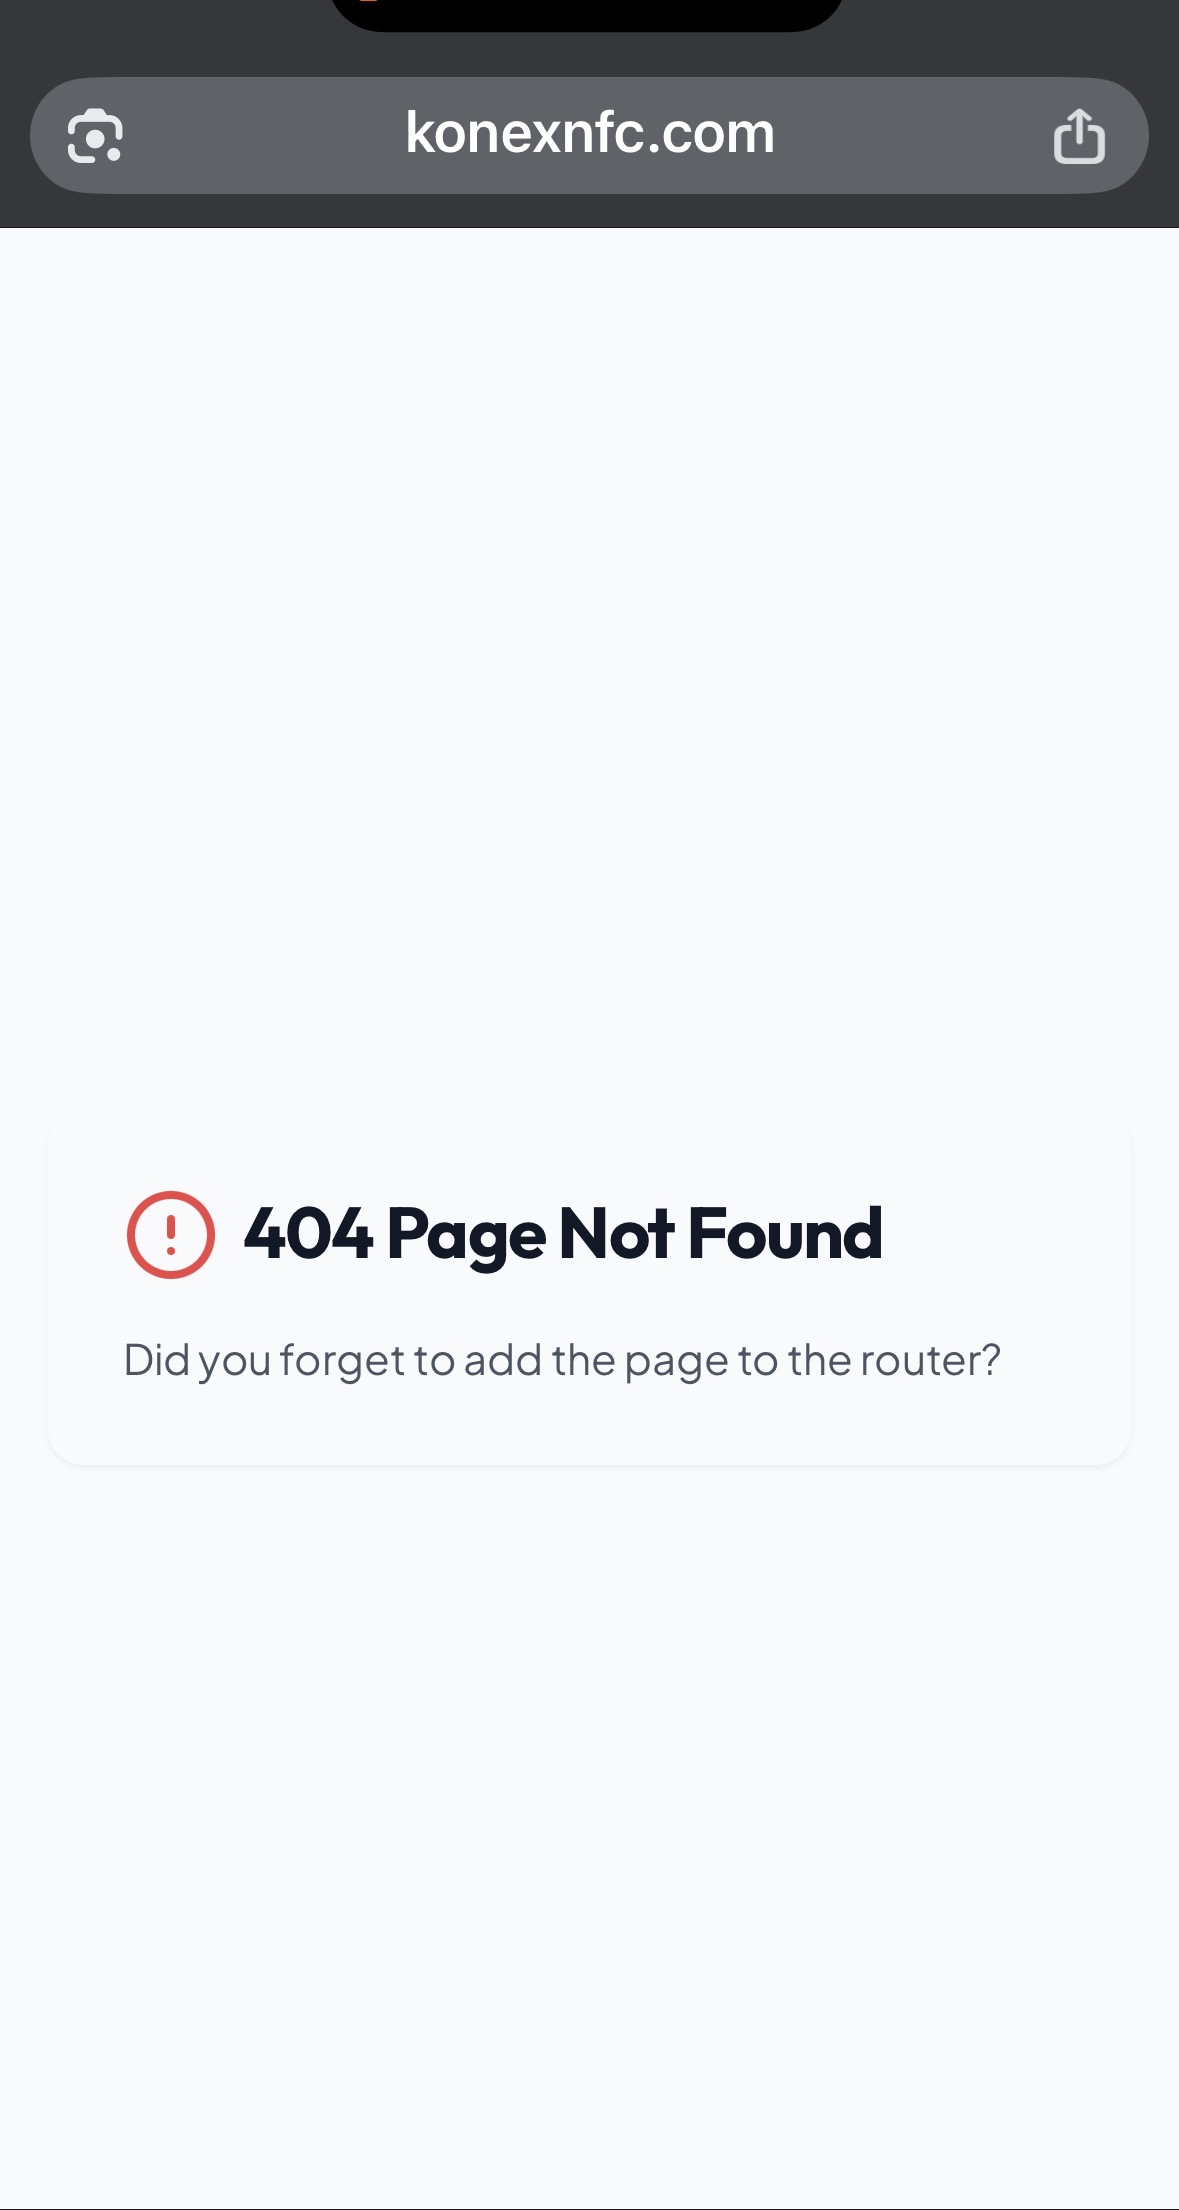 konexnfc.com
404 Page Not Found
Did you forget to add the page to the router?